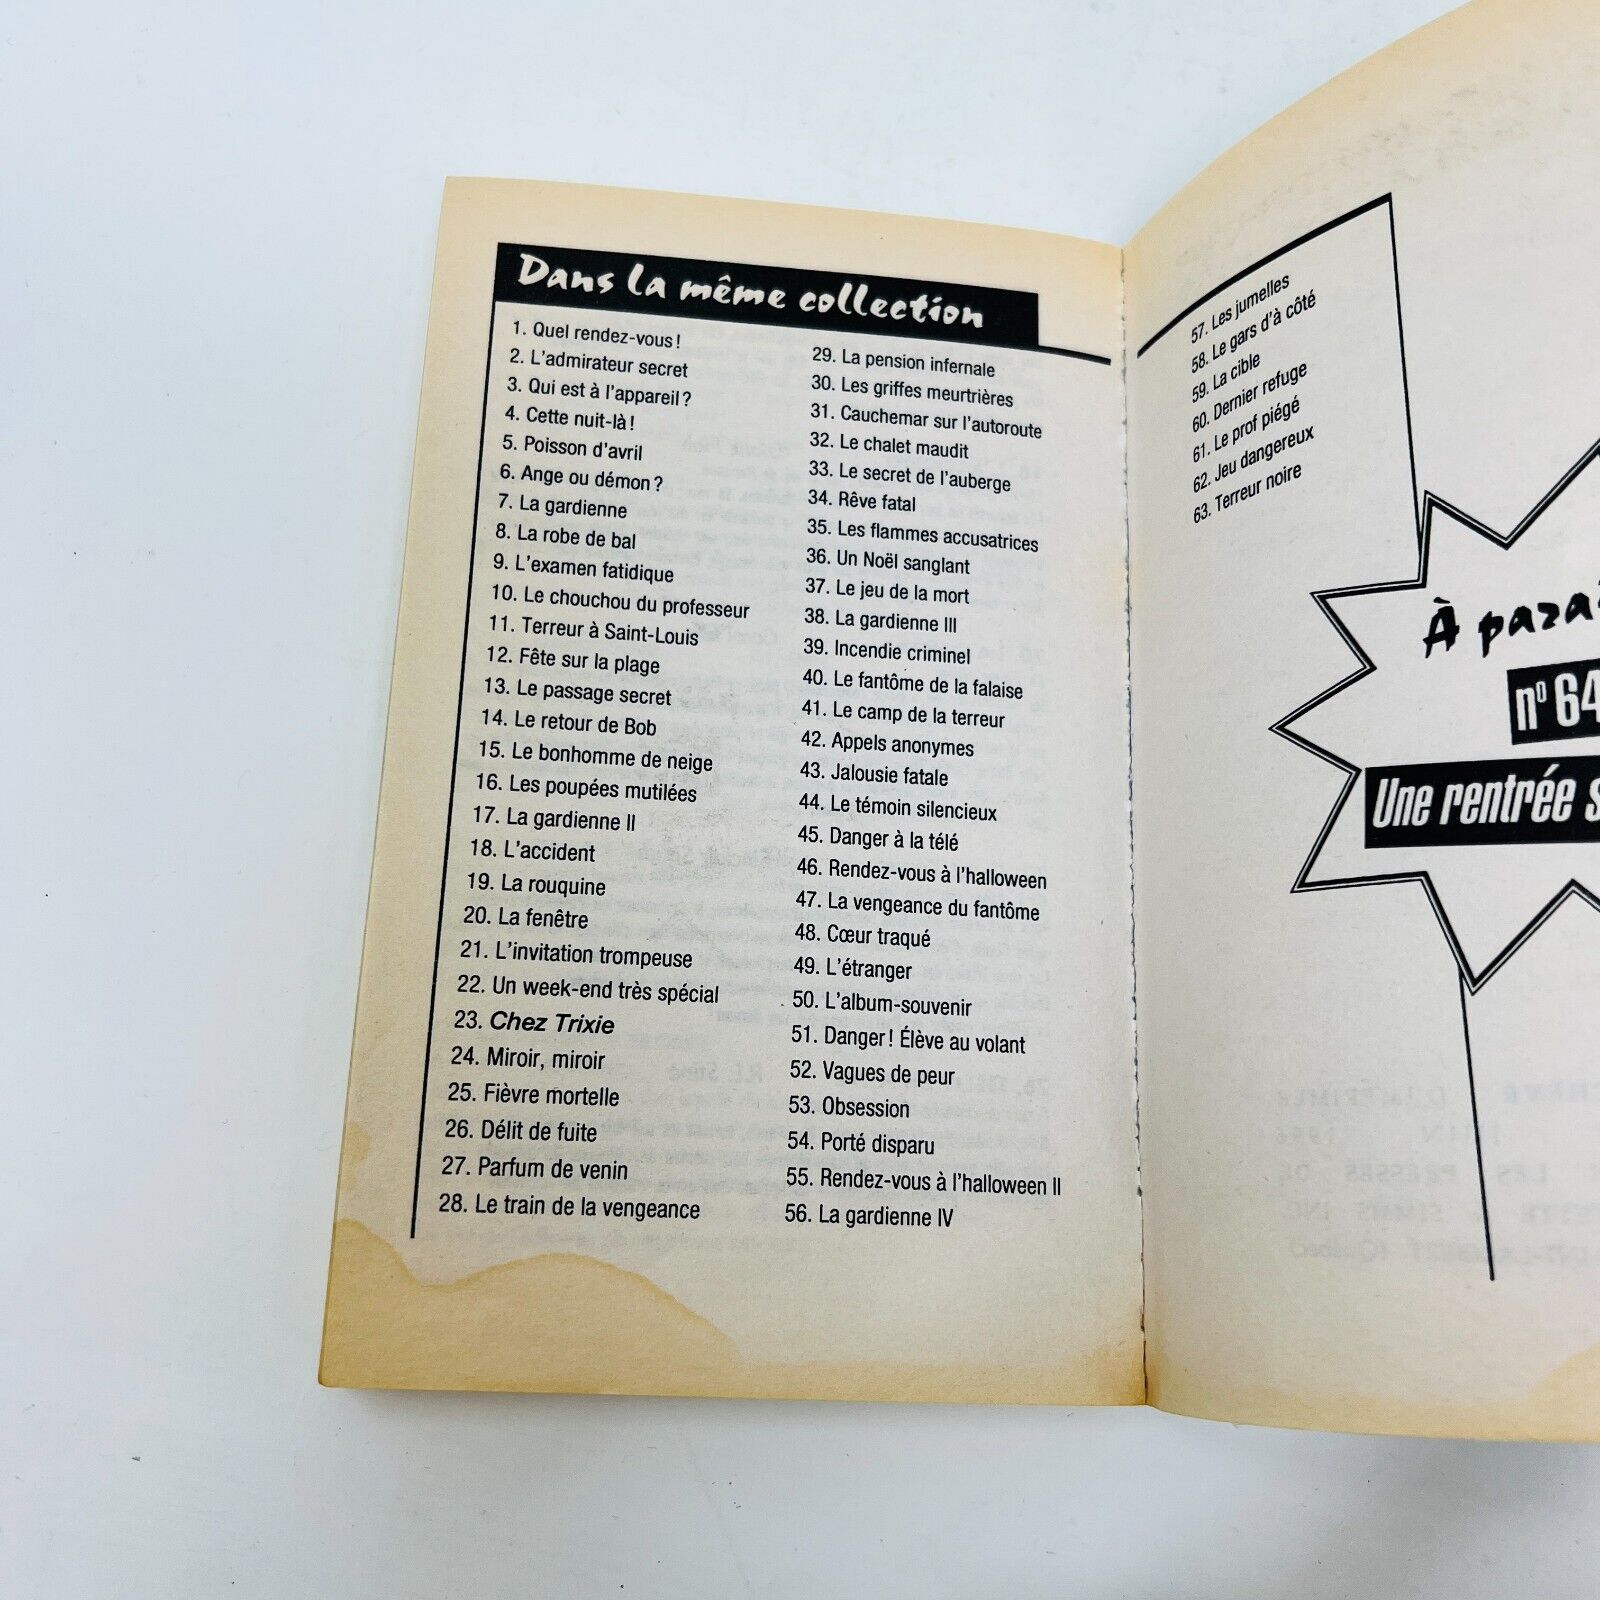 Dans la même collection
1. Quel rendez-vous !
2. L'admirateur secret
3. Qui est à l'appareil ?
4. Cette nuit-là !
5. Poisson d'avril
6. Ange ou démon ?
7. La gardienne
8. La robe de bal
9. L'examen fatidique
10. Le chouchou du professeur
11. Terreur à Saint-Louis
12. Fête sur la plage
13. Le passage secret
14. Le retour de Bob
15. Le bonhomme de neige
16. Les poupées mutilées
17. La gardienne II
18. L'accident
19. La rouquine
20. La fenêtre
21. L'invitation trompeuse
22. Un week-end très spécial
23. Chez Trixie
24. Miroir, miroir
25. Fièvre mortelle
26. Délit de fuite
27. Parfum de venin
28. Le train de la vengeance
29. La pension infernale
30. Les griffes meurtrières
31. Cauchemar sur l'autoroute
32. Le chalet maudit
33. Le secret de l'auberge
34. Rêve fatal
35. Les flammes accusatrices
36. Un Noël sanglant
37. Le jeu de la mort
38. La gardienne III
39. Incendie criminel
40. Le fantôme de la falaise
41. Le camp de la terreur
42. Appels anonymes
43. Jalousie fatale
44. Le témoin silencieux
45. Danger à la télé
46. Rendez-vous à l'halloween
47. La vengeance du fantôme
48. Cœur traqué
49. L'étranger
50. L'album-souvenir
51. Danger ! Élève au volant
52. Vagues de peur
53. Obsession
54. Porté disparu
55. Rendez-vous à l'halloween II
56. La gardienne IV
57. Les jumelles
58. Le gars d'à côté
59. La cible
60. Dernier refuge
61. Le prof piégé
62. Jeu dangereux
63. Terreur noire
À
nº 64
Une rentrée